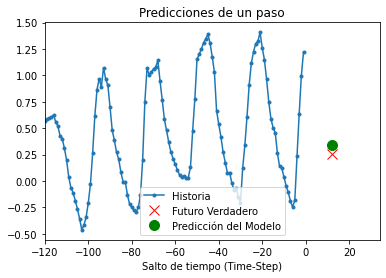 Predicciones de un paso
1.50
1.25
1.00
0.75
0.50
0.25
0.00
−0.25
−0.50
Historia
Futuro Verdadero
Predicción del Modelo
−120 −100 −80 −60 −40 −20 0 20
Salto de tiempo (Time-Step)